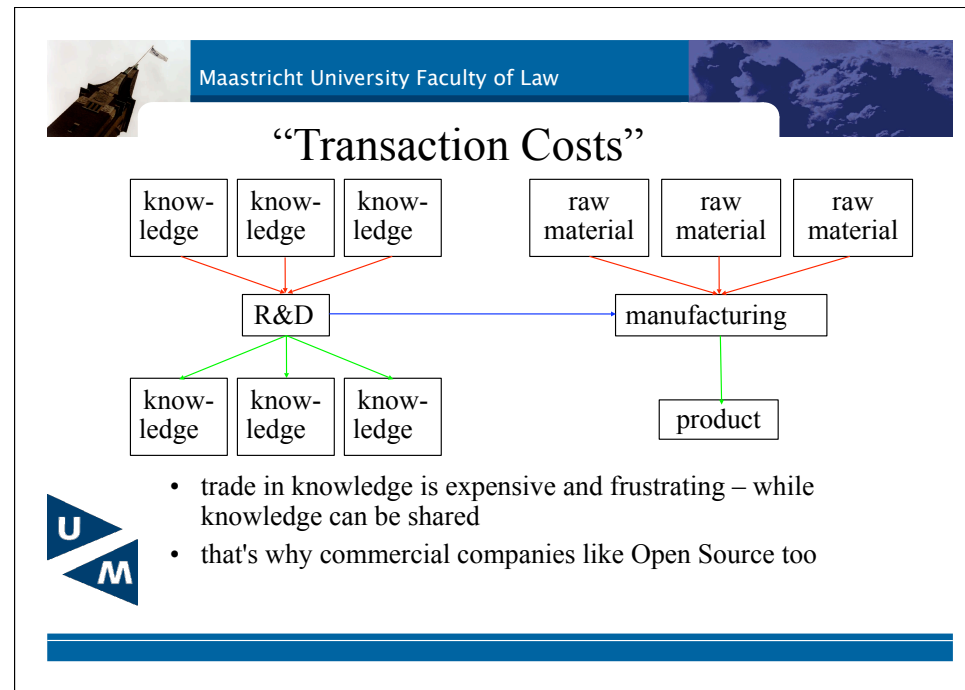 Maastricht University Faculty of Law
“Transaction Costs”
know- know- know- raw raw raw
ledge ledge ledge material material material
R&D manufacturing
know- know- know-
ledge ledge ledge
product
• trade in knowledge is expensive and frustrating – while
knowledge can be shared
• that's why commercial companies like Open Source too
U
M